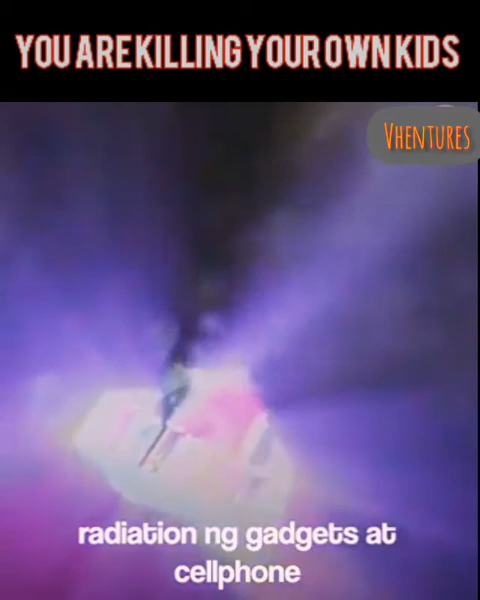 YOU ARE KILLING YOUR OWN KIDS
VHENTURES
radiation ng gadgets at
cellphone